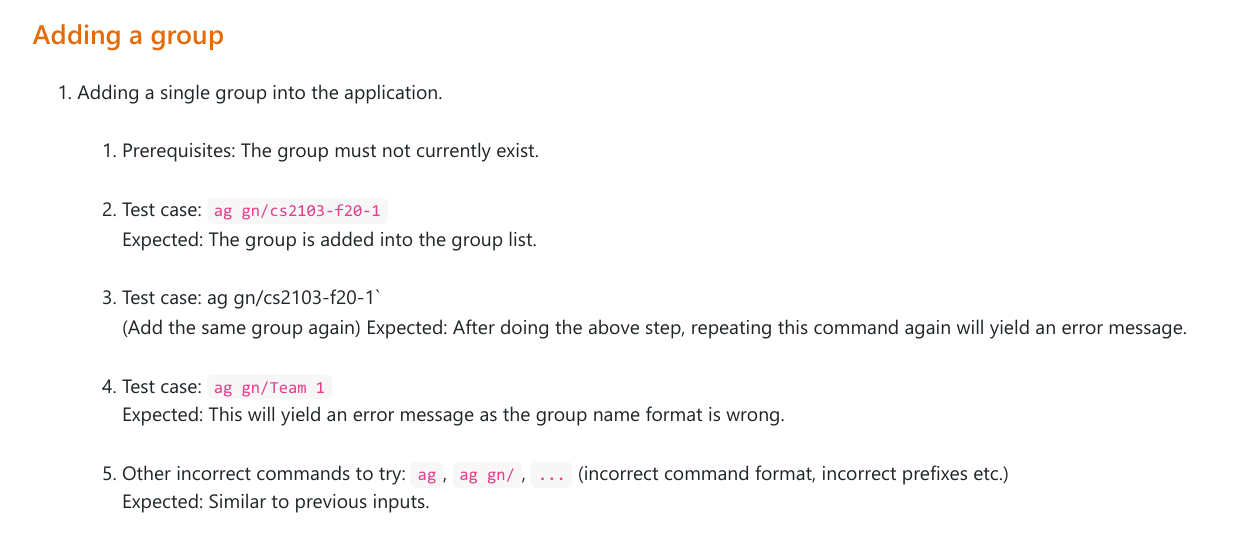 Adding a group
1. Adding a single group into the application.
1. Prerequisites: The group must not currently exist.
2. Test case: ag gn/cs2103-f20-1
Expected: The group is added into the group list.
3. Test case: ag gn/cs2103-f20-1`
(Add the same group again) Expected: After doing the above step, repeating this command again will yield an error message.
4. Test case: ag gn/Team 1
Expected: This will yield an error message as the group name format is wrong.
5. Other incorrect commands to try: ag, ag gn/, ... (incorrect command format, incorrect prefixes etc.)
Expected: Similar to previous inputs.